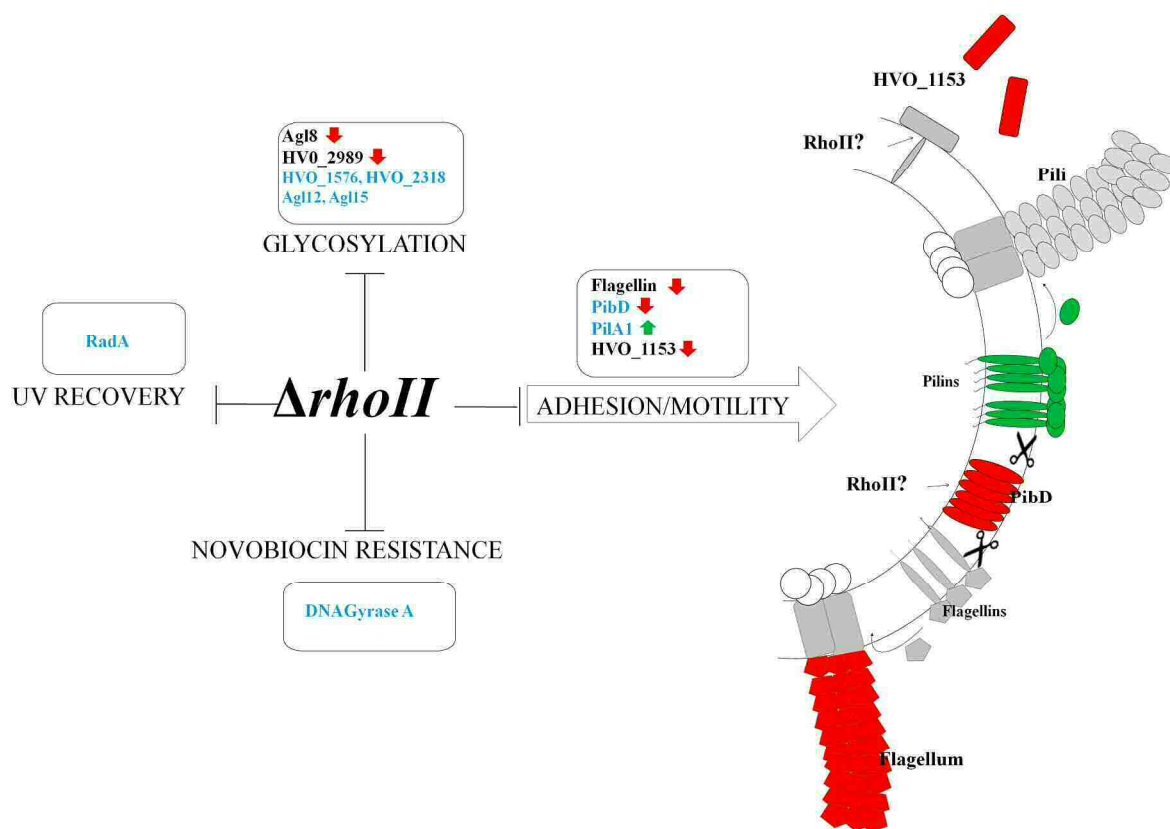 Agl8
HV0_2989
HVO_1576, HVO_2318
Agl12, Agl15
GLYCOSYLATION
RadA
UV RECOVERY
ΔrhoII
Flagellin
PibD
PilA1
HVO_1153
ADHESION/MOTILITY
NOVOBIOCIN RESISTANCE
DNAGyrase A
HVO_1153
RhoII?
Pili
Pilins
RhoII?
PibD
Flagellins
Flagellum